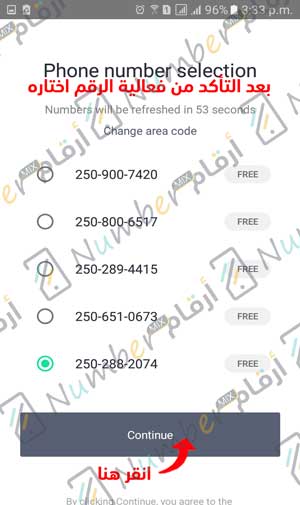 96% 3:33 p.m.
Phone number selection
بعد التأكد من فعالية الرقم اختاره
Numbers will be refreshed in 53 seconds
Change area code
250-900-7420 FREE
250-800-6517 FREE
250-289-4415 FREE
250-651-0673 FREE
250-288-2074 FREE
Continue
انقر هنا
By clicking Continue, you agree to the
Number MIX أرقام